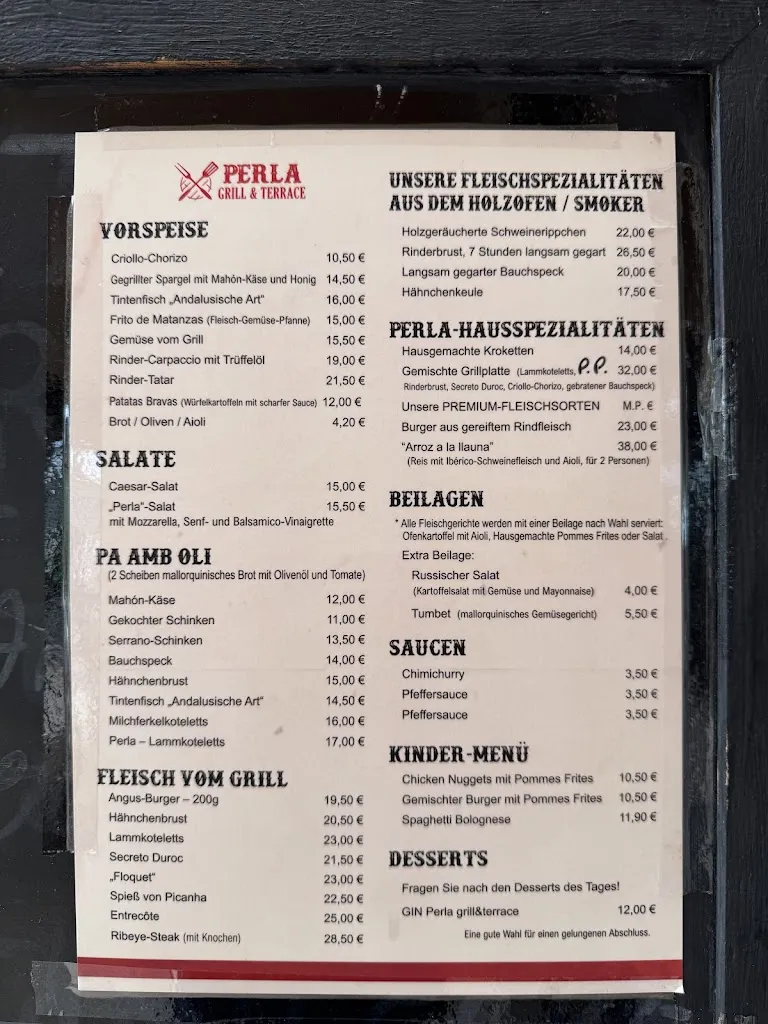 PERLA
GRILL & TERRACE
VORSPEISE
Criollo-Chorizo 10,50 €
Gegrillter Spargel mit Mahón-Käse und Honig 14,50 €
Tintenfisch „Andalusische Art" 16,00 €
Frito de Matanzas (Fleisch-Gemüse-Pfanne) 15,00 €
Gemüse vom Grill 15,50 €
Rinder-Carpaccio mit Trüffelöl 19,00 €
Rinder-Tatar 21,50 €
Patatas Bravas (Würfelkartoffeln mit scharfer Sauce) 12,00 €
Brot / Oliven / Aioli 4,20 €
SALATE
Caesar-Salat 15,00 €
„Perla"-Salat 15,50 €
mit Mozzarella, Senf- und Balsamico-Vinaigrette
PA AMB OLI
(2 Scheiben mallorquinisches Brot mit Olivenöl und Tomate)
Mahón-Käse 12,00 €
Gekochter Schinken 11,00 €
Serrano-Schinken 13,50 €
Bauchspeck 14,00 €
Hähnchenbrust 15,00 €
Tintenfisch „Andalusische Art" 14,50 €
Milchferkelkoteletts 16,00 €
Perla – Lammkoteletts 17,00 €
FLEISCH VOM GRILL
Angus-Burger – 200g 19,50 €
Hähnchenbrust 20,50 €
Lammkoteletts 23,00 €
Secreto Duroc 21,50 €
„Floquet" 23,00 €
Spieß von Picanha 22,50 €
Entrecôte 25,00 €
Ribeye-Steak (mit Knochen) 28,50 €
UNSERE FLEISCHSPEZIALITÄTEN
AUS DEM HOLZOFEN / SMOKER
Holzgeräucherte Schweinerippchen 22,00 €
Rinderbrust, 7 Stunden langsam gegart 26,50 €
Langsam gegarter Bauchspeck 20,00 €
Hähnchenkeule 17,50 €
PERLA-HAUSSPEZIALITÄTEN
Hausgemachte Kroketten 14,00 €
Gemischte Grillplatte (Lammkoteletts, P.P. 32,00 €
Rinderbrust, Secreto Duroc, Criollo-Chorizo, gebratener Bauchspeck)
Unsere PREMIUM-FLEISCHSORTEN M.P. €
Burger aus gereiftem Rindfleisch 23,00 €
"Arroz a la llauna" 38,00 €
(Reis mit Ibérico-Schweinefleisch und Aioli, für 2 Personen)
BEILAGEN
* Alle Fleischgerichte werden mit einer Beilage nach Wahl serviert:
Ofenkartoffel mit Aioli, Hausgemachte Pommes Frites oder Salat
Extra Beilage:
Russischer Salat
(Kartoffelsalat mit Gemüse und Mayonnaise) 4,00 €
Tumbet (mallorquinisches Gemüsegericht) 5,50 €
SAUCEN
Chimichurry 3,50 €
Pfeffersauce 3,50 €
Pfeffersauce 3,50 €
KINDER-MENÜ
Chicken Nuggets mit Pommes Frites 10,50 €
Gemischter Burger mit Pommes Frites 10,50 €
Spaghetti Bolognese 11,90 €
DESSERTS
Fragen Sie nach den Desserts des Tages!
GIN Perla grill&terrace 12,00 €
Eine gute Wahl für einen gelungenen Abschluss.